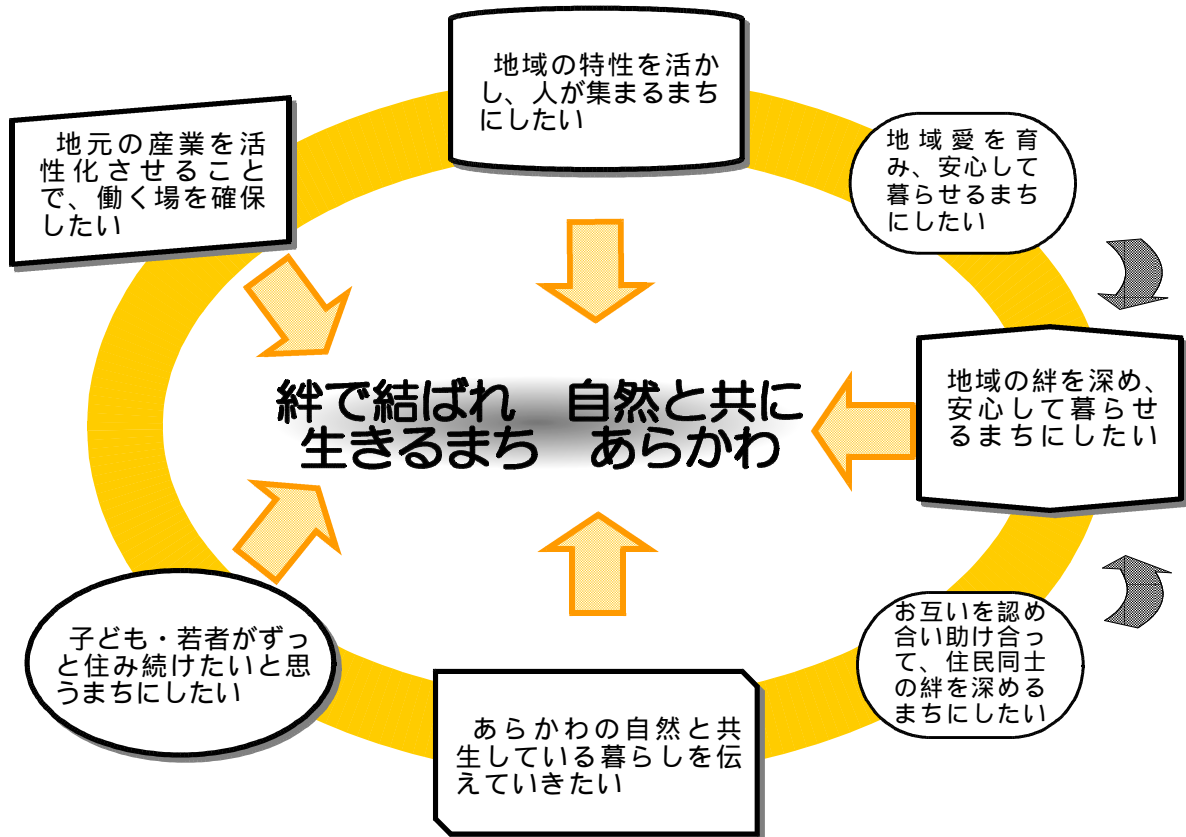 地域の特性を活か
し、人が集まるまち
にしたい
地元の産業を活
性化させること
で、働く場を確保
したい
地域愛を育
み、安心して
暮らせるまち
にしたい
地域の絆を深め、
安心して暮らせ
るまちにしたい
絆で結ばれ　自然と共に
生きるまち　あらかわ
子ども・若者がずっ
と住み続けたいと思
うまちにしたい
お互いを認め
合い助け合っ
て、住民同士
の絆を深める
まちにしたい
あらかわの自然と共
生している暮らしを伝
えていきたい